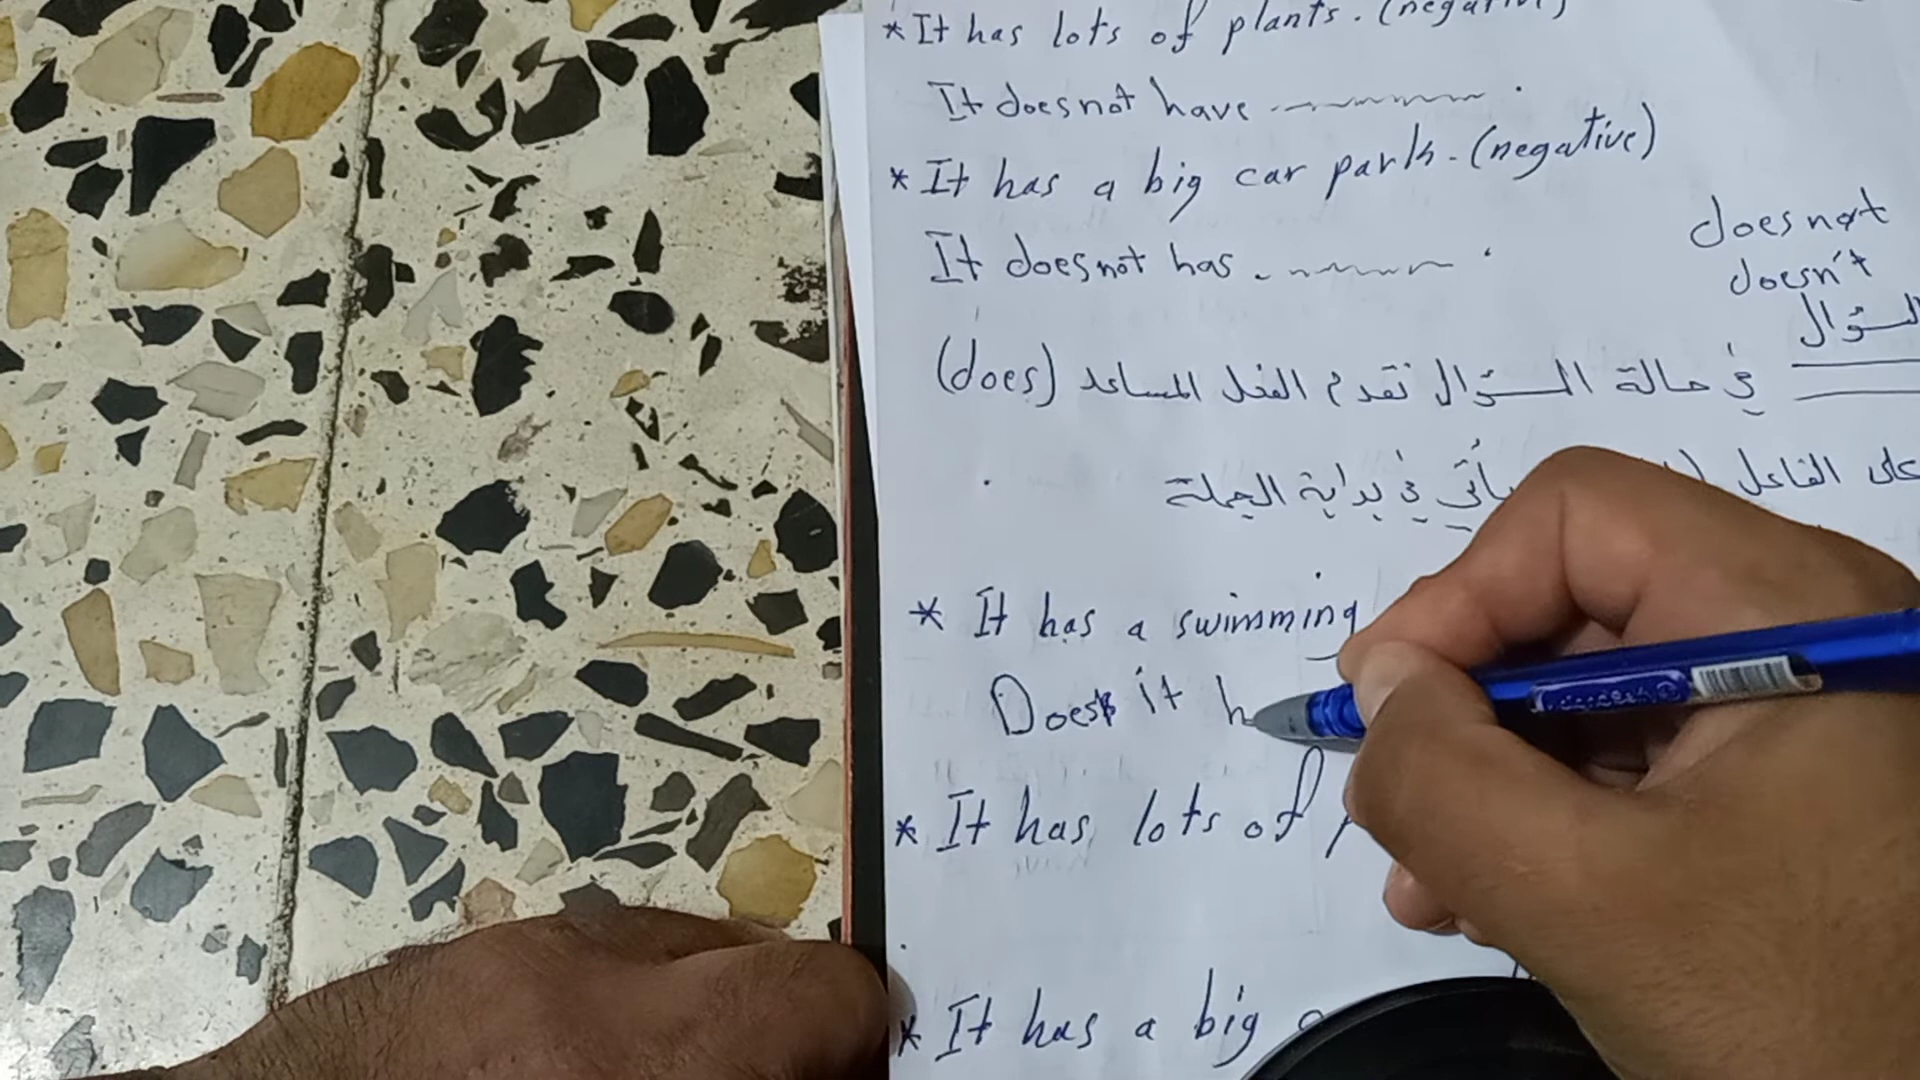 * It has lots of plants. (negative)
It does not have .
* It has a big car park. (negative)
It does not has .
does not
doesn't
السؤال
في حالة السؤال نقدم الفعل المساعد (does)
على الفاعل يأتي في بداية الجملة .
* It has a swimming
Does it h
* It has lots of p
* It has a big